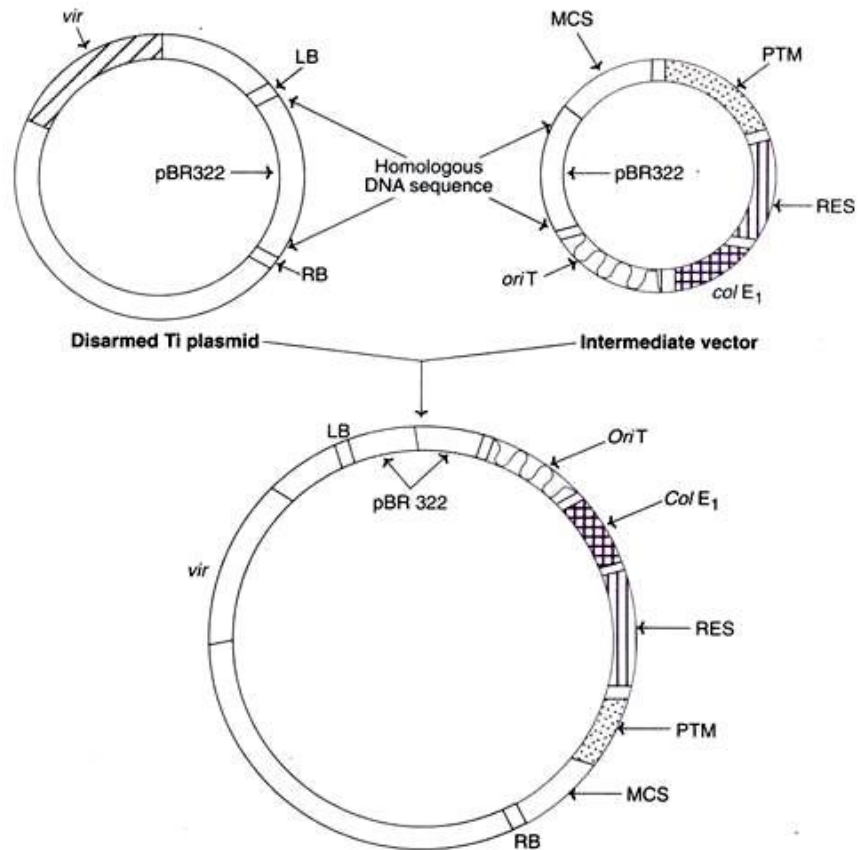 vir
LB
pBR322
RB
Homologous
DNA sequence
MCS
PTM
pBR322
RES
oriT
col E1
Disarmed Ti plasmid
Intermediate vector
LB
OriT
pBR 322
Col E1
vir
RES
PTM
MCS
RB